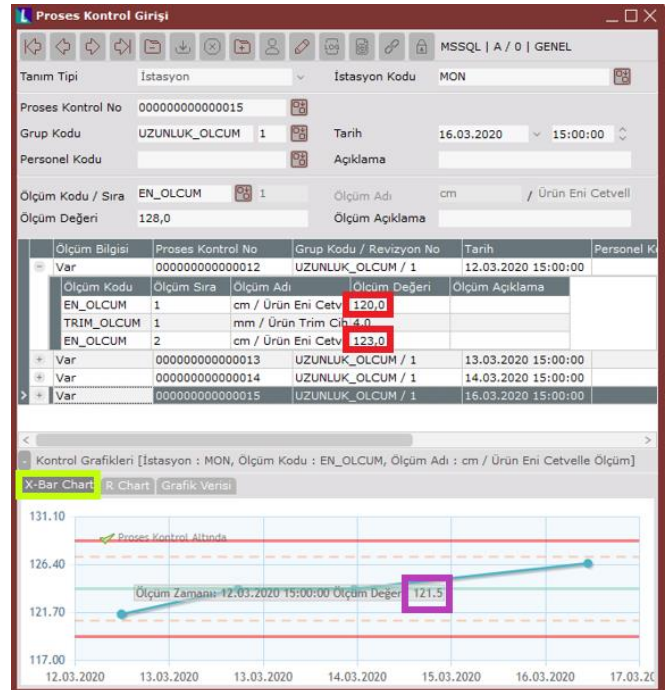 Proses Kontrol Girişi
MSSQL | A / 0 | GENEL
Tanım Tipi İstasyon İstasyon Kodu MON
Proses Kontrol No 000000000000015
Grup Kodu UZUNLUK_OLCUM 1 Tarih 16.03.2020 15:00:00
Personel Kodu Açıklama
Ölçüm Kodu / Sıra EN_OLCUM 1 Ölçüm Adı cm / Ürün Eni Cetvell
Ölçüm Değeri 128,0 Ölçüm Açıklama
Ölçüm Bilgisi Proses Kontrol No Grup Kodu / Revizyon No Tarih Personel K
Var 000000000000012 UZUNLUK_OLCUM / 1 12.03.2020 15:00:00
Ölçüm Kodu Ölçüm Sıra Ölçüm Adı Ölçüm Değeri Ölçüm Açıklama
EN_OLCUM 1 cm / Ürün Eni Cetv 120,0
TRIM_OLCUM 1 mm / Ürün Trim Cih 4,0
EN_OLCUM 2 cm / Ürün Eni Cetv 123,0
Var 000000000000013 UZUNLUK_OLCUM / 1 13.03.2020 15:00:00
Var 000000000000014 UZUNLUK_OLCUM / 1 14.03.2020 15:00:00
Var 000000000000015 UZUNLUK_OLCUM / 1 16.03.2020 15:00:00
Kontrol Grafikleri [İstasyon : MON, Ölçüm Kodu : EN_OLCUM, Ölçüm Adı : cm / Ürün Eni Cetvelle Ölçüm]
X-Bar Chart R Chart Grafik Verisi
131.10
Proses Kontrol Altında
126.40
Ölçüm Zamanı: 12.03.2020 15:00:00 Ölçüm Değer 121.5
121.70
117.00
12.03.2020 13.03.2020 13.03.2020 14.03.2020 15.03.2020 16.03.2020 17.03.20